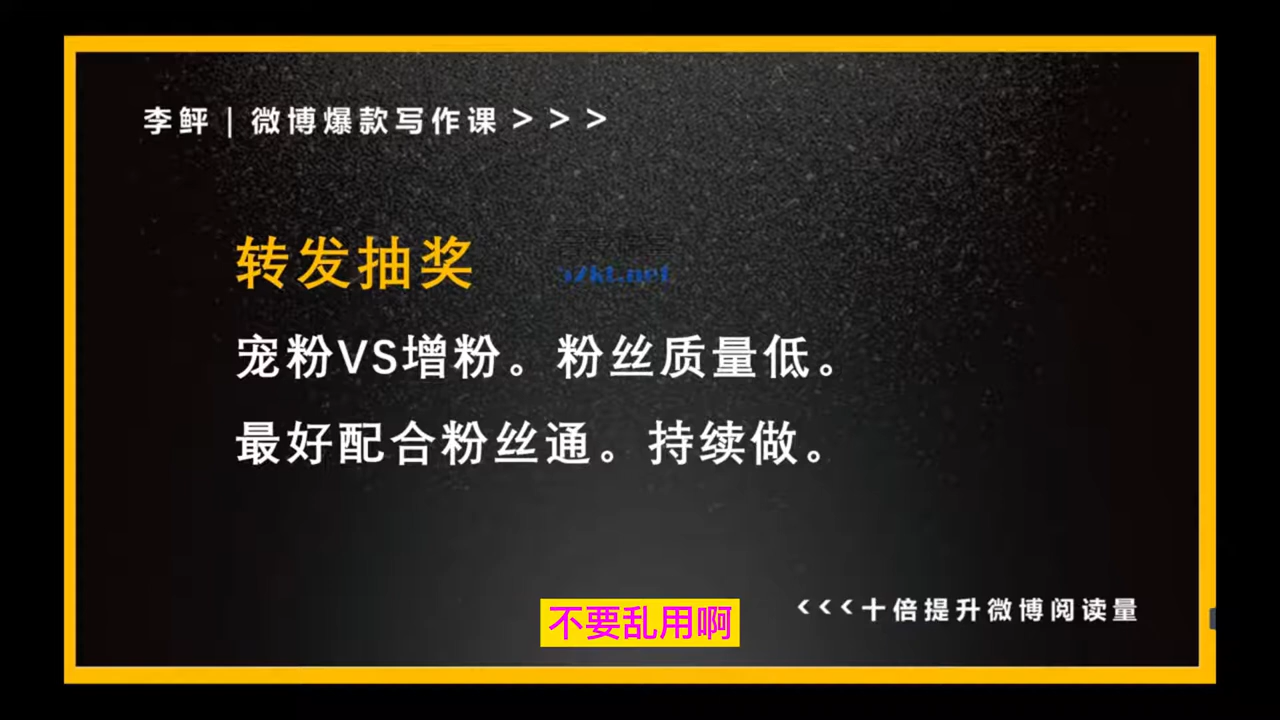 李鲆 | 微博爆款写作课 > > >
转发抽奖
宠粉VS增粉。粉丝质量低。
最好配合粉丝通。持续做。
不要乱用啊
<<<十倍提升微博阅读量